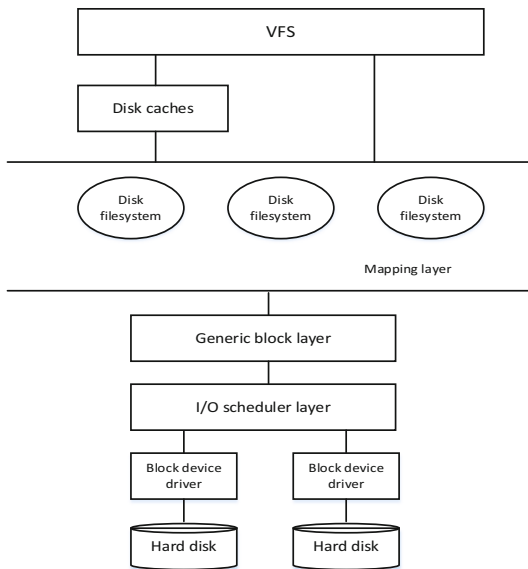 VFS
Disk caches
Disk
filesystem
Disk
filesystem
Disk
filesystem
Mapping layer
Generic block layer
I/O scheduler layer
Block device
driver
Block device
driver
Hard disk
Hard disk